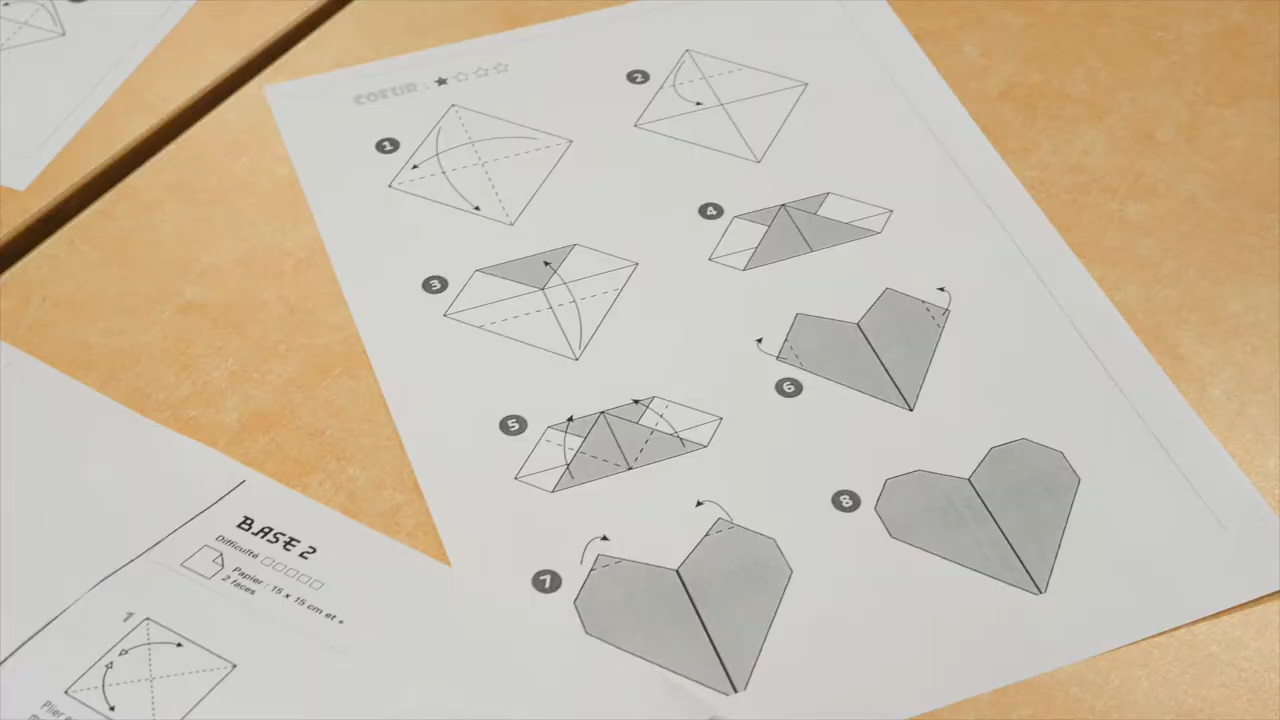 COEUR : ★☆☆☆
1
2
3
4
5
6
7
8
BASE 2
Difficulté □□□□□
Papier : 15 x 15 cm et +
2 faces
1
Plier e